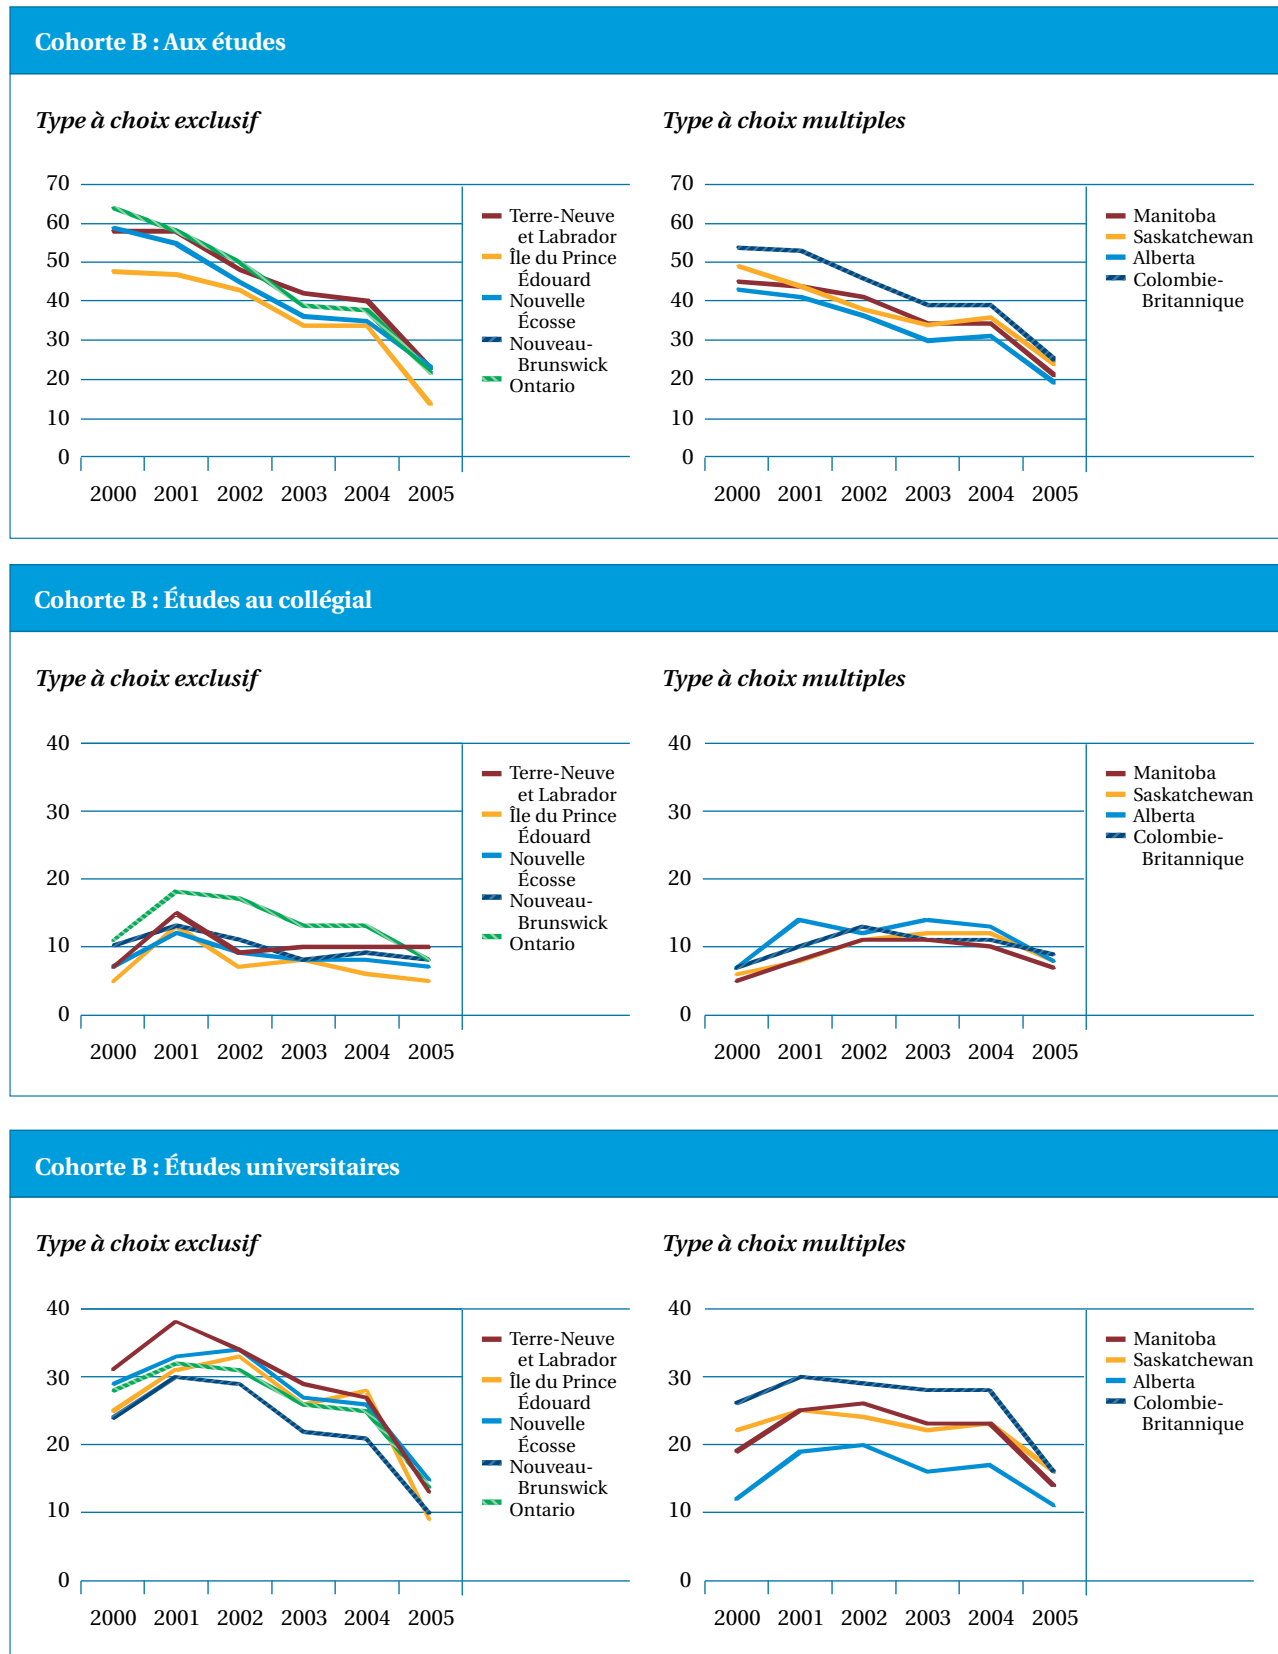 Cohorte B : Aux études
Type à choix exclusif
70
60
50
40
30
20
10
0
2000 2001 2002 2003 2004 2005
Terre-Neuve
et Labrador
Île du Prince
Édouard
Nouvelle
Écosse
Nouveau-
Brunswick
Ontario
Type à choix multiples
70
60
50
40
30
20
10
0
2000 2001 2002 2003 2004 2005
Manitoba
Saskatchewan
Alberta
Colombie-
Britannique
Cohorte B : Études au collégial
Type à choix exclusif
40
30
20
10
0
2000 2001 2002 2003 2004 2005
Terre-Neuve
et Labrador
Île du Prince
Édouard
Nouvelle
Écosse
Nouveau-
Brunswick
Ontario
Type à choix multiples
40
30
20
10
0
2000 2001 2002 2003 2004 2005
Manitoba
Saskatchewan
Alberta
Colombie-
Britannique
Cohorte B : Études universitaires
Type à choix exclusif
40
30
20
10
0
2000 2001 2002 2003 2004 2005
Terre-Neuve
et Labrador
Île du Prince
Édouard
Nouvelle
Écosse
Nouveau-
Brunswick
Ontario
Type à choix multiples
40
30
20
10
0
2000 2001 2002 2003 2004 2005
Manitoba
Saskatchewan
Alberta
Colombie-
Britannique